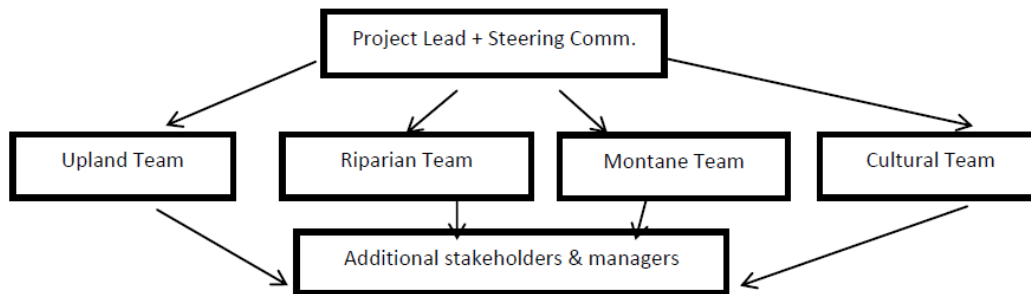 Project Lead + Steering Comm.
Upland Team
Riparian Team
Montane Team
Cultural Team
Additional stakeholders & managers